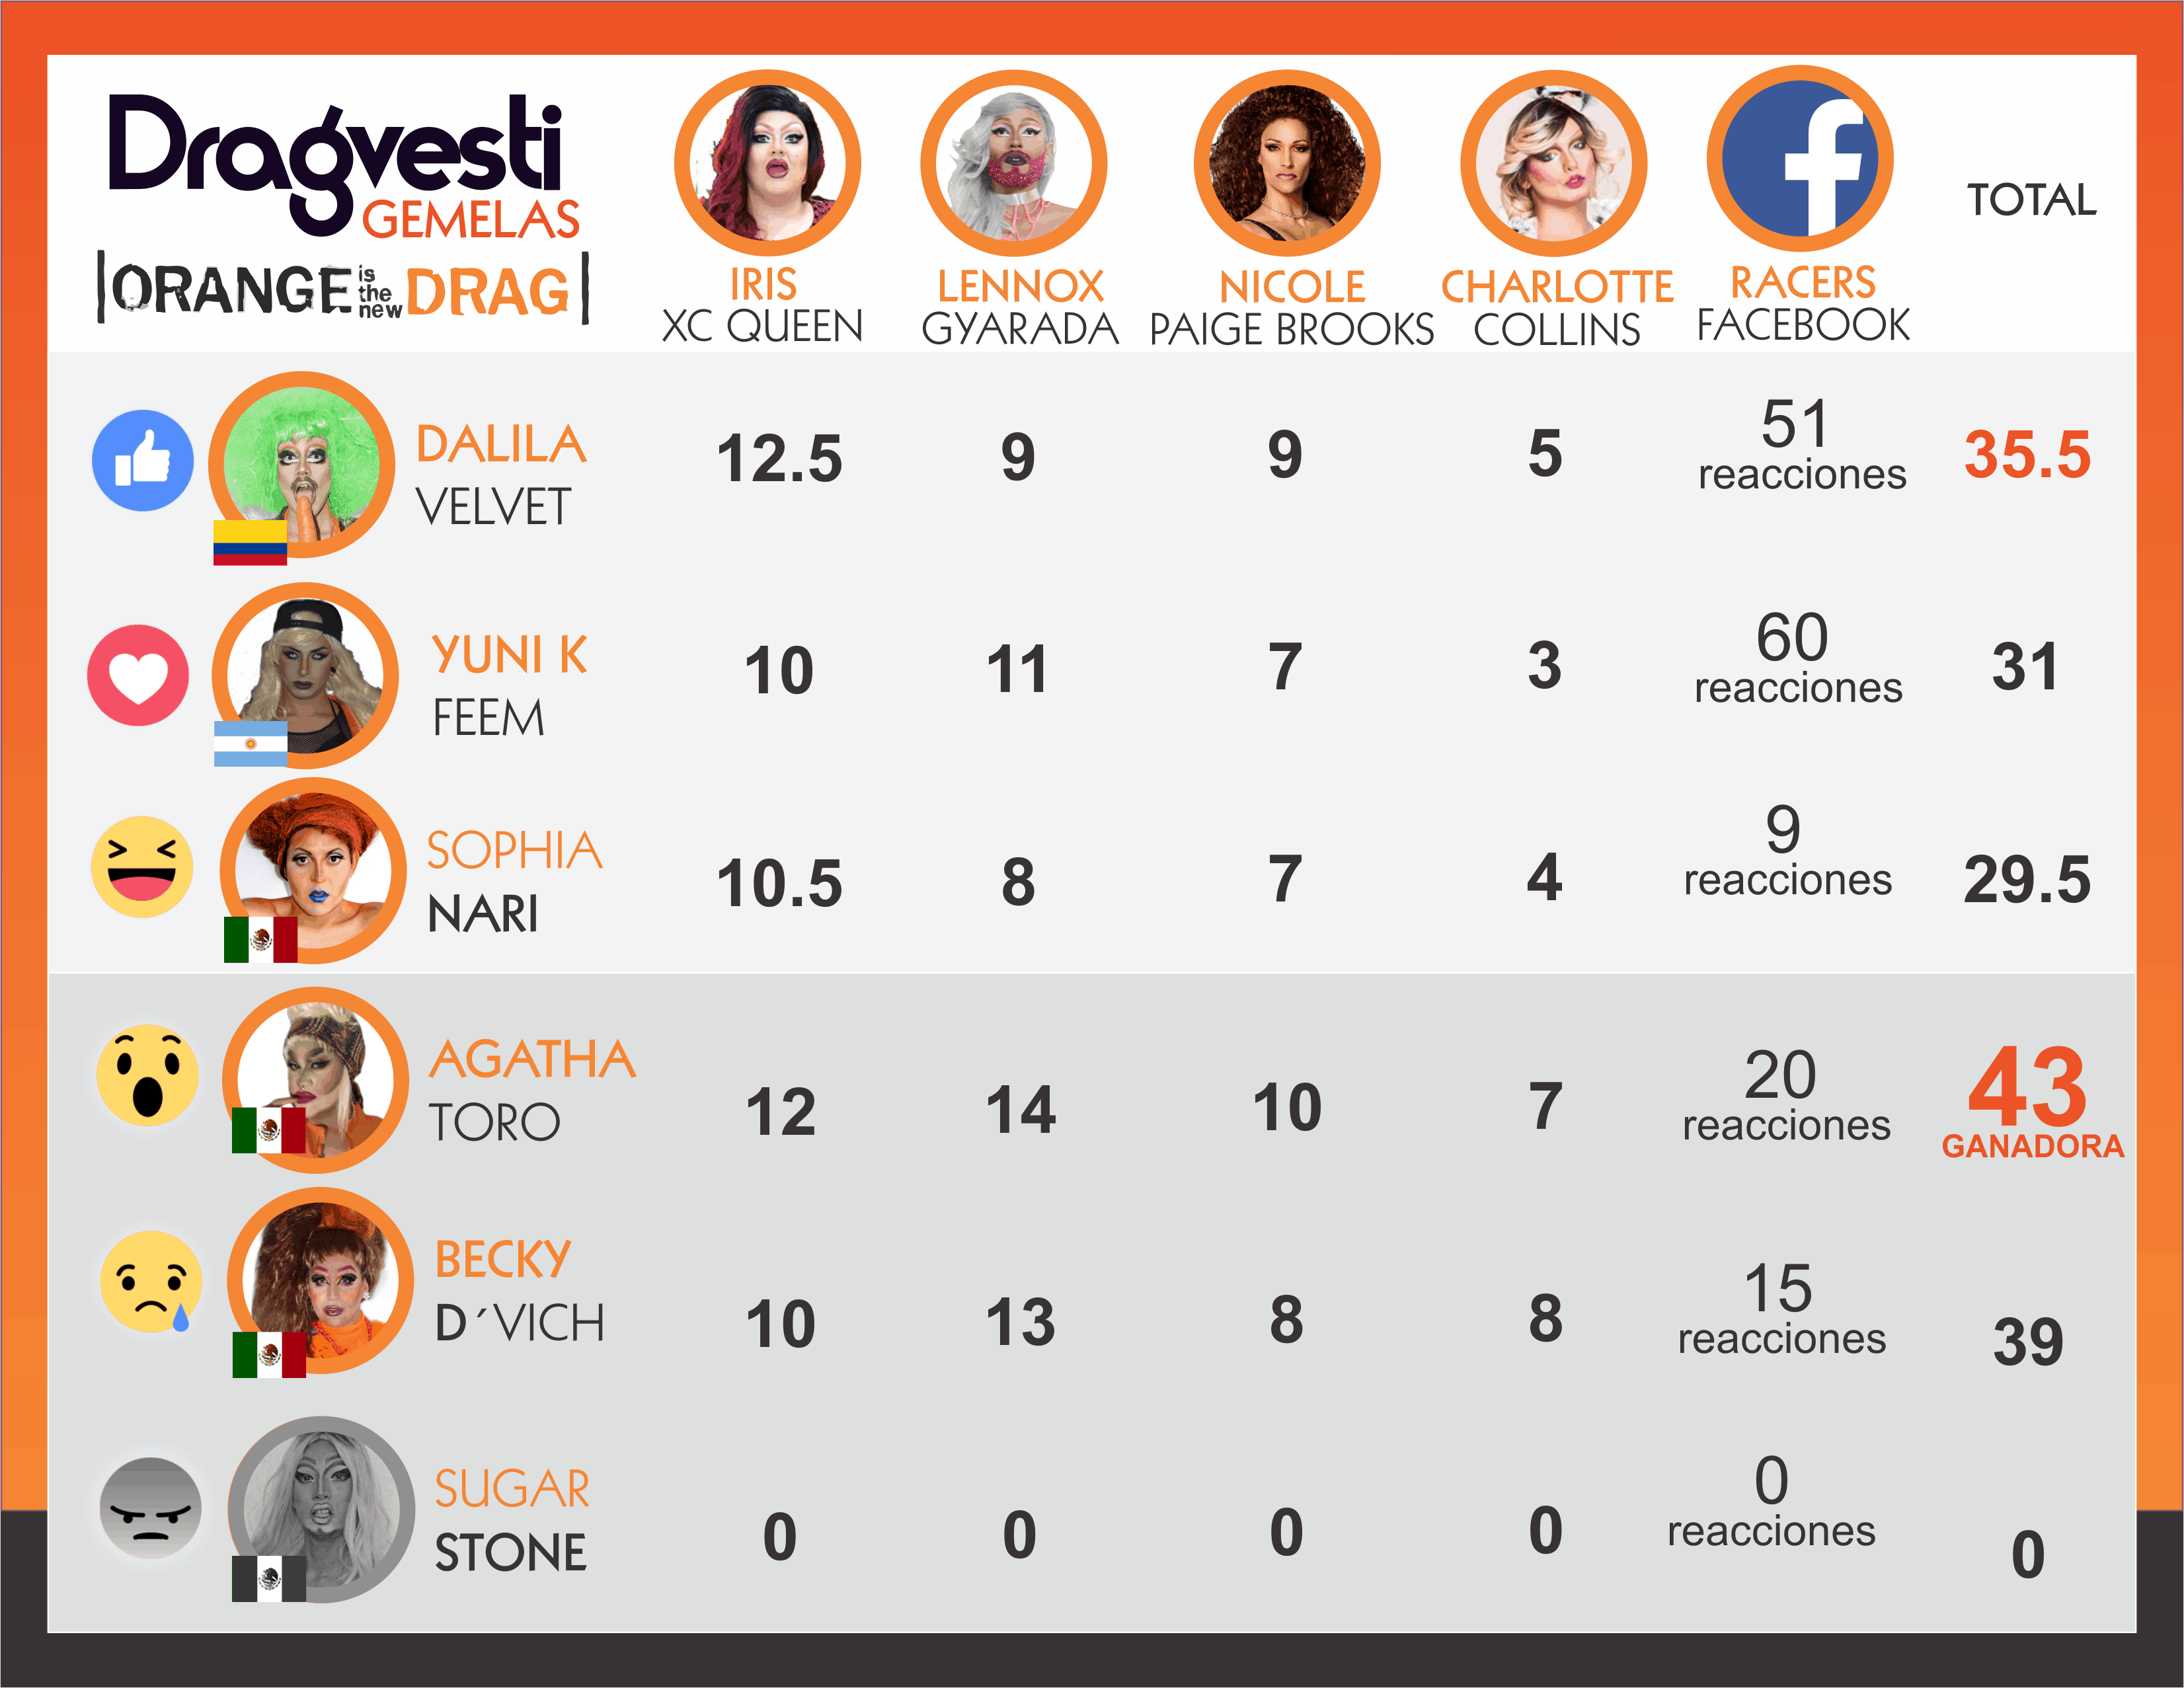 Dragvesti
GEMELAS
|ORANGE is the new DRAG|
IRIS
XC QUEEN
LENNOX
GYARADA
NICOLE
PAIGE BROOKS
CHARLOTTE
COLLINS
RACERS
FACEBOOK
TOTAL
DALILA
VELVET
12.5
9
9
5
51
reacciones
35.5
YUNI K
FEEM
10
11
7
3
60
reacciones
31
SOPHIA
NARI
10.5
8
7
4
9
reacciones
29.5
AGATHA
TORO
12
14
10
7
20
reacciones
43
GANADORA
BECKY
D´VICH
10
13
8
8
15
reacciones
39
SUGAR
STONE
0
0
0
0
0
reacciones
0